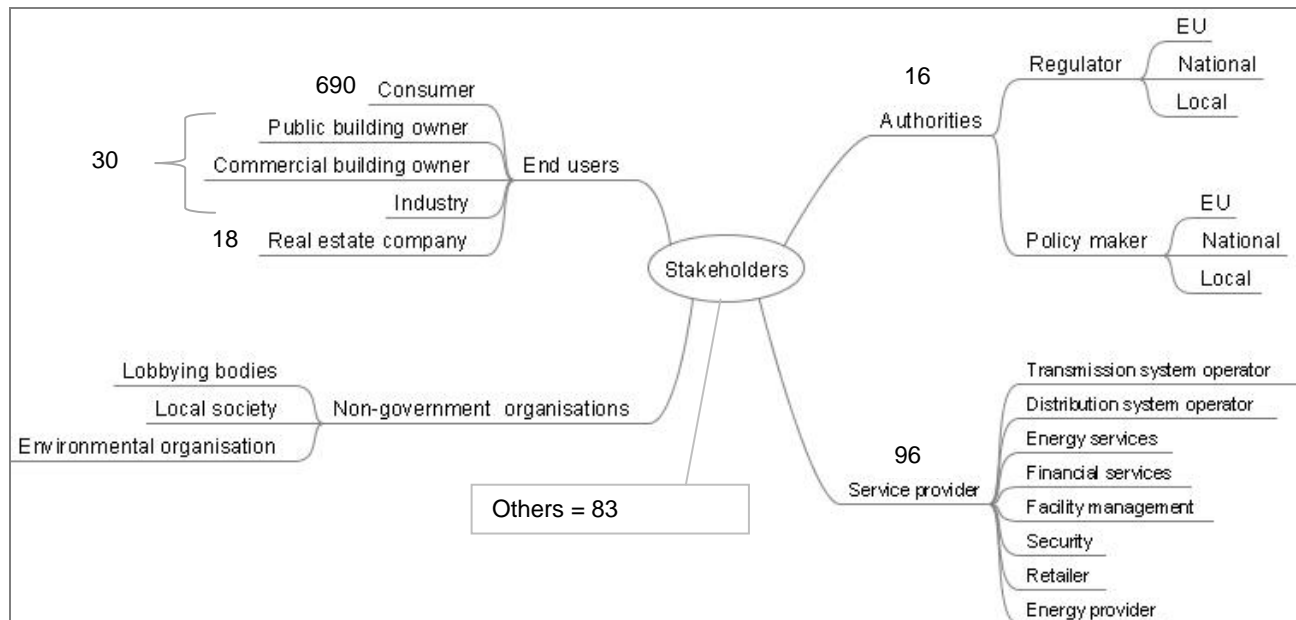 690
Consumer
Public building owner
30
Commercial building owner
Industry
18
Real estate company
End users
Stakeholders
16
Authorities
Regulator
EU
National
Local
Policy maker
EU
National
Local
Lobbying bodies
Local society
Environmental organisation
Non-government organisations
Others = 83
96
Service provider
Transmission system operator
Distribution system operator
Energy services
Financial services
Facility management
Security
Retailer
Energy provider